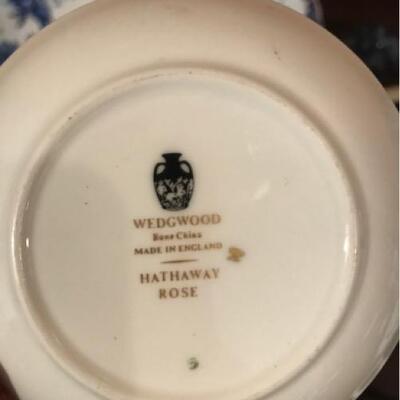 WEDGWOOD
Bone China
MADE IN ENGLAND
HATHAWAY
ROSE